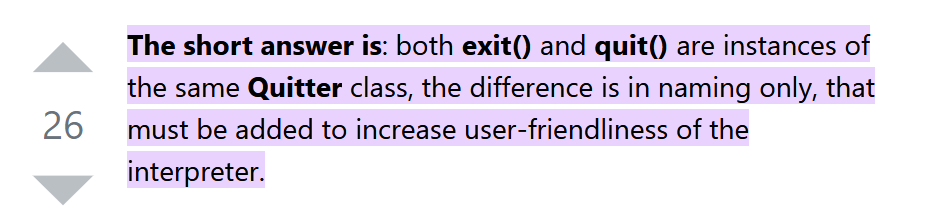 The short answer is: both exit() and quit() are instances of
the same Quitter class, the difference is in naming only, that
26
must be added to increase user-friendliness of the
interpreter.